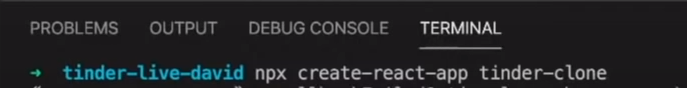 PROBLEMS OUTPUT DEBUG CONSOLE TERMINAL
→ tinder-live-david npx create-react-app tinder-clone